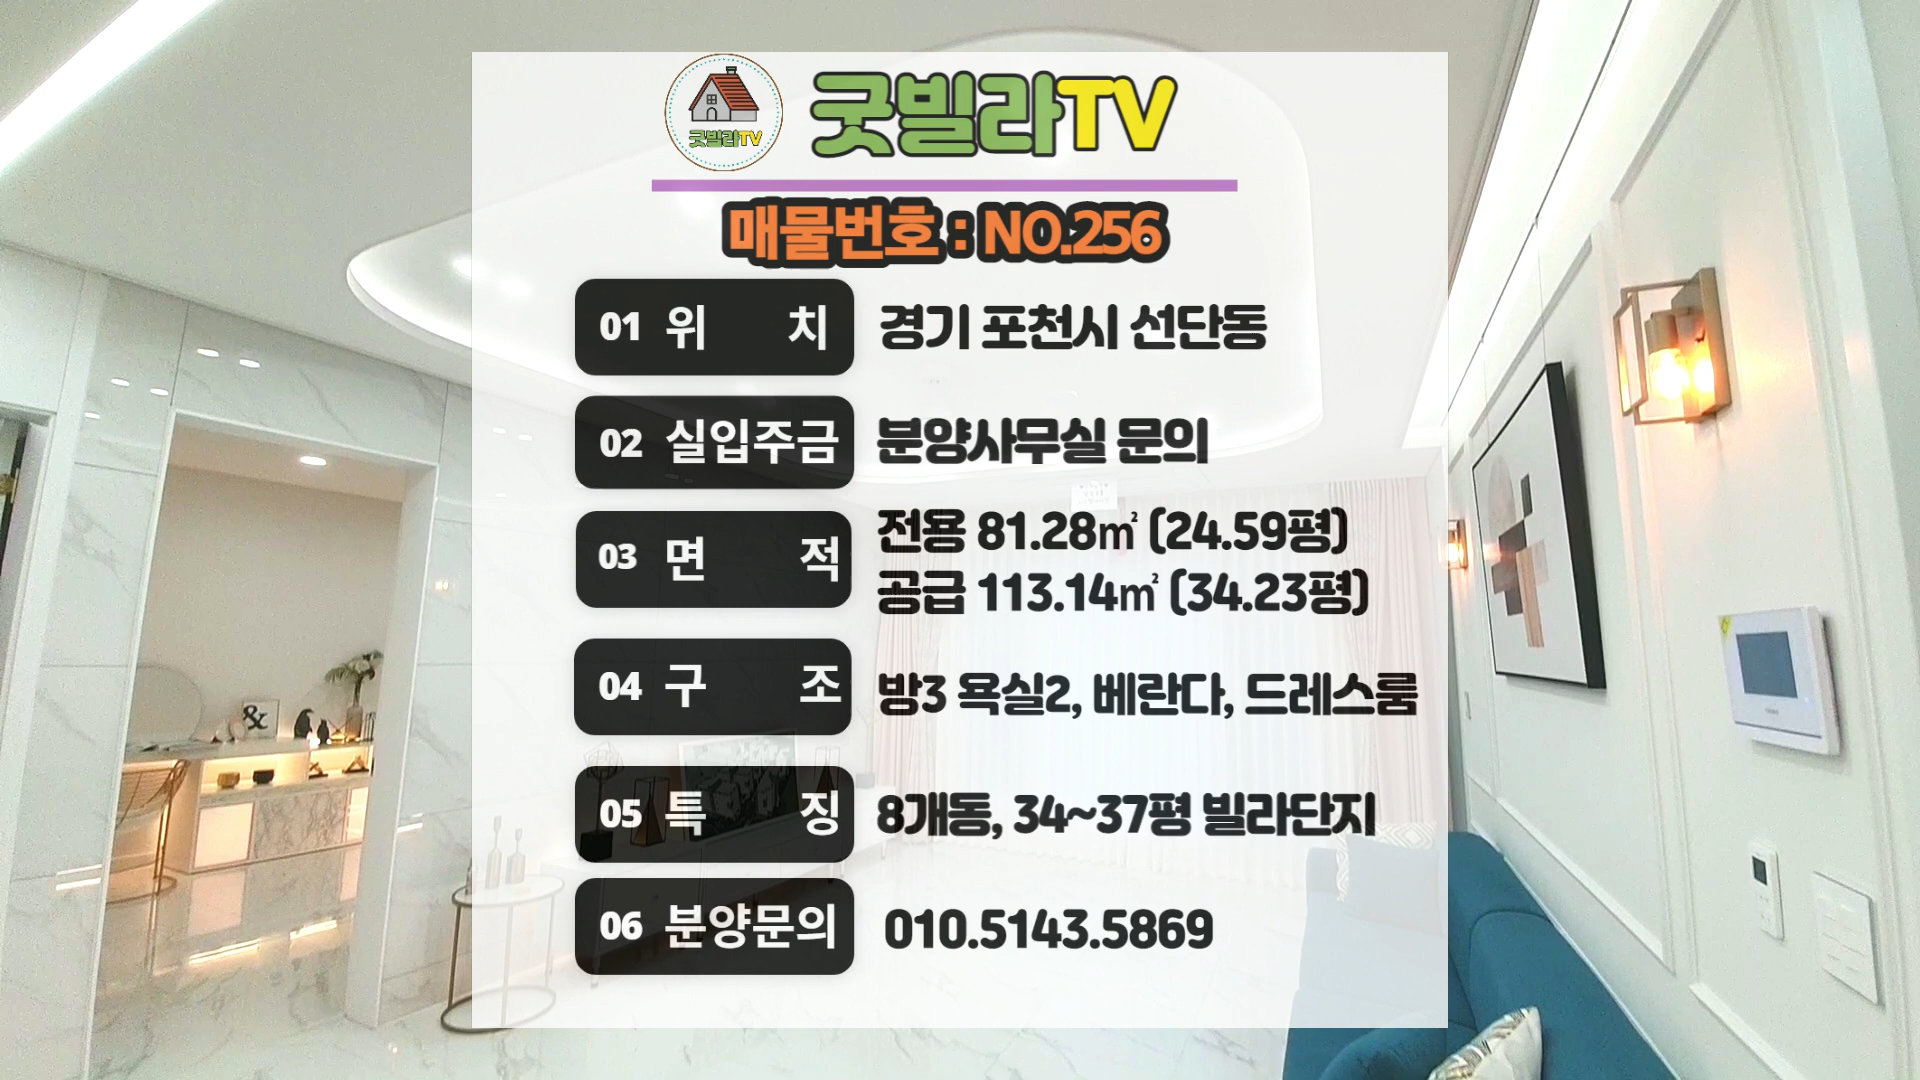 굿빌라TV
굿빌라TV
매물번호 : NO.256
01 위 치 경기 포천시 선단동
02 실입주금 분양사무실 문의
03 면 적 전용 81.28㎡ (24.59평)
공급 113.14㎡ (34.23평)
04 구 조 방3 욕실2, 베란다, 드레스룸
05 특 징 8개동, 34~37평 빌라단지
06 분양문의 010.5143.5869
&